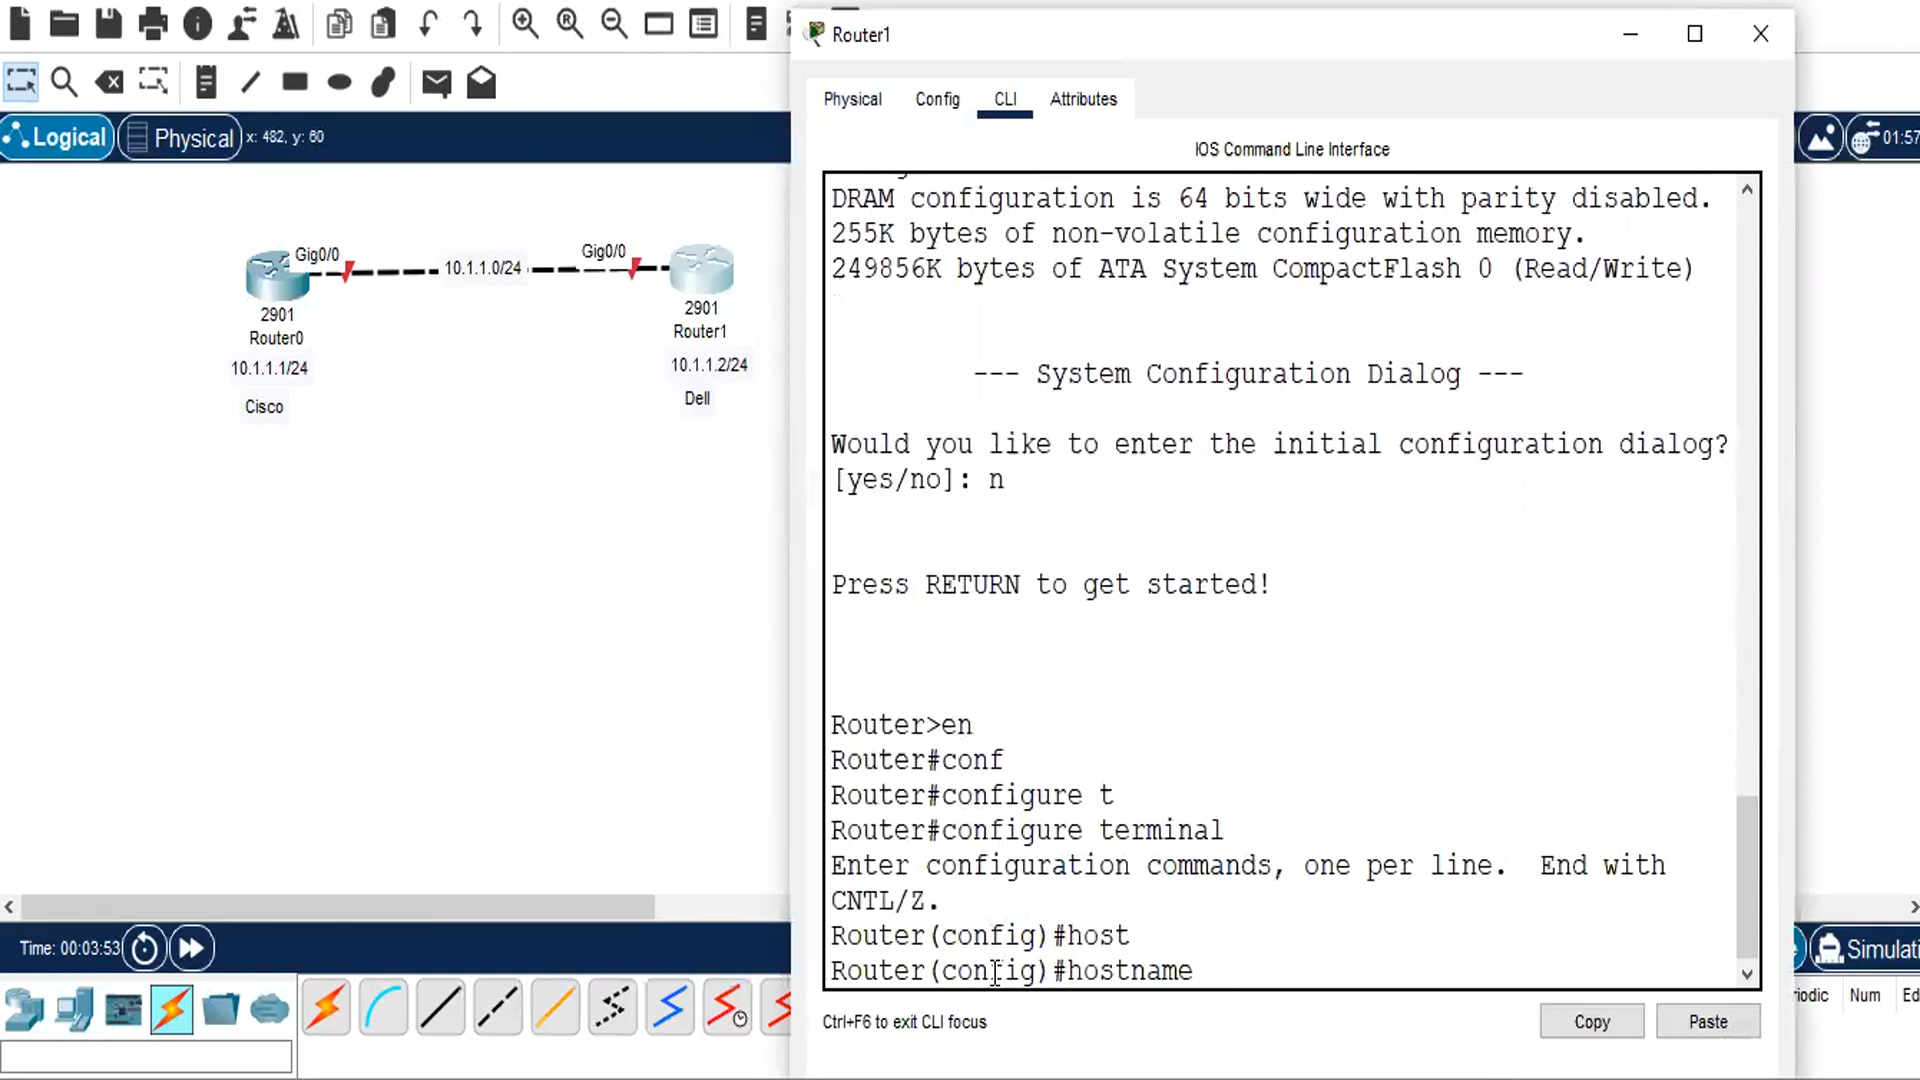 Router1
Physical Config CLI Attributes
IOS Command Line Interface
Logical
Physical
x: 482, y: 60
01:57
Gig0/0
10.1.1.0/24
Gig0/0
2901
Router0
10.1.1.1/24
Cisco
2901
Router1
10.1.1.2/24
Dell
DRAM configuration is 64 bits wide with parity disabled.
255K bytes of non-volatile configuration memory.
249856K bytes of ATA System CompactFlash 0 (Read/Write)
--- System Configuration Dialog ---
Would you like to enter the initial configuration dialog?
[yes/no]: n
Press RETURN to get started!
Router>en
Router#conf
Router#configure t
Router#configure terminal
Enter configuration commands, one per line. End with
CNTL/Z.
Router(config)#host
Router(config)#hostname
Time: 00:03:53
Simulati
riodic Num Ed
Ctrl+F6 to exit CLI focus
Copy
Paste